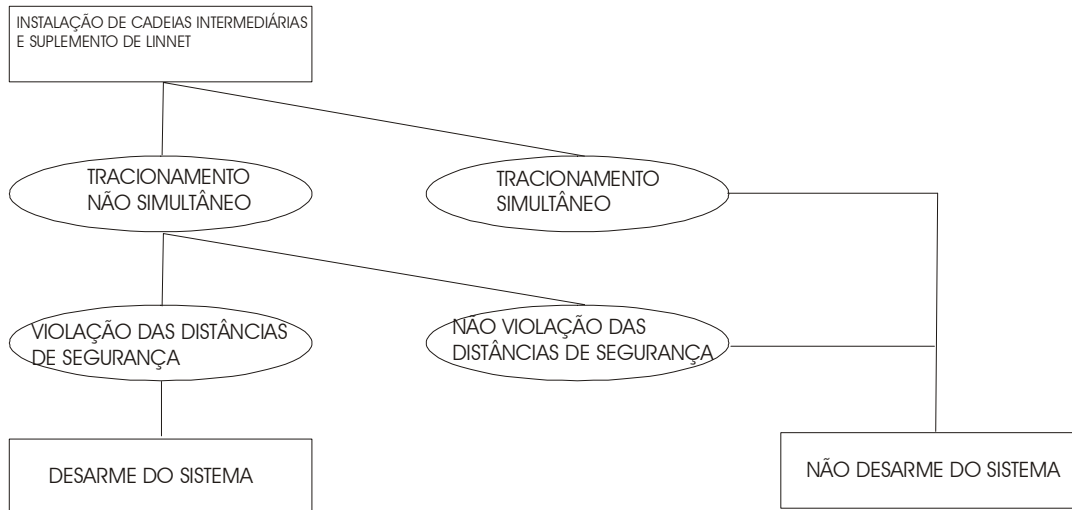 INSTALAÇÃO DE CADEIAS INTERMEDIÁRIAS
E SUPLEMENTO DE LINNET
TRACIONAMENTO
NÃO SIMULTÂNEO
TRACIONAMENTO
SIMULTÂNEO
VIOLAÇÃO DAS DISTÂNCIAS
DE SEGURANÇA
NÃO VIOLAÇÃO DAS
DISTÂNCIAS DE SEGURANÇA
DESARME DO SISTEMA
NÃO DESARME DO SISTEMA